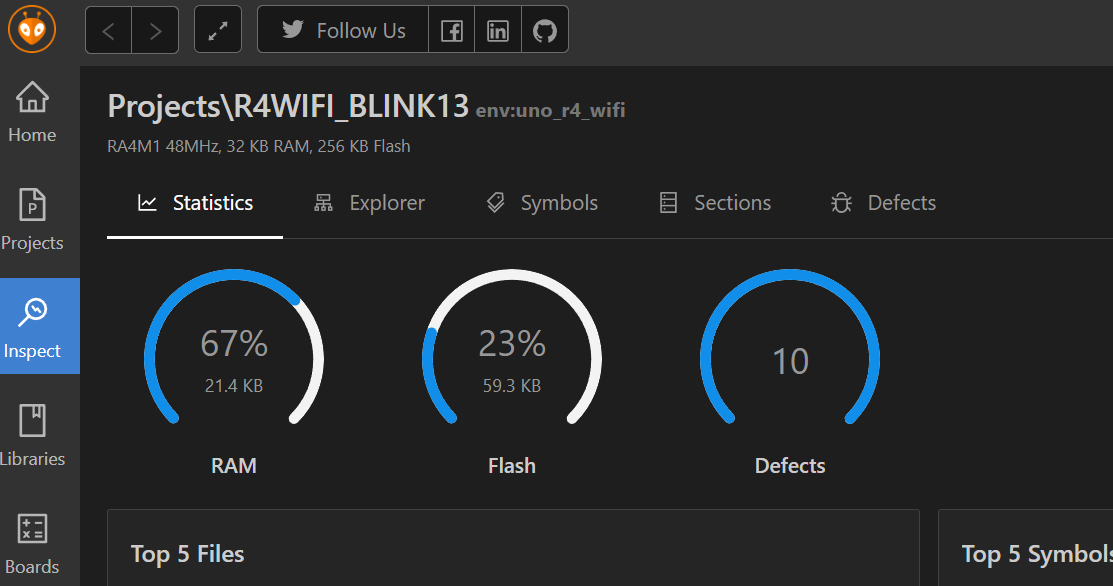 Follow Us
Home
Projects
Inspect
Libraries
Boards
Projects\R4WIFI_BLINK13 env:uno_r4_wifi
RA4M1 48MHz, 32 KB RAM, 256 KB Flash
Statistics Explorer Symbols Sections Defects
67% 23% 10
21.4 KB 59.3 KB
RAM Flash Defects
Top 5 Files Top 5 Symbols